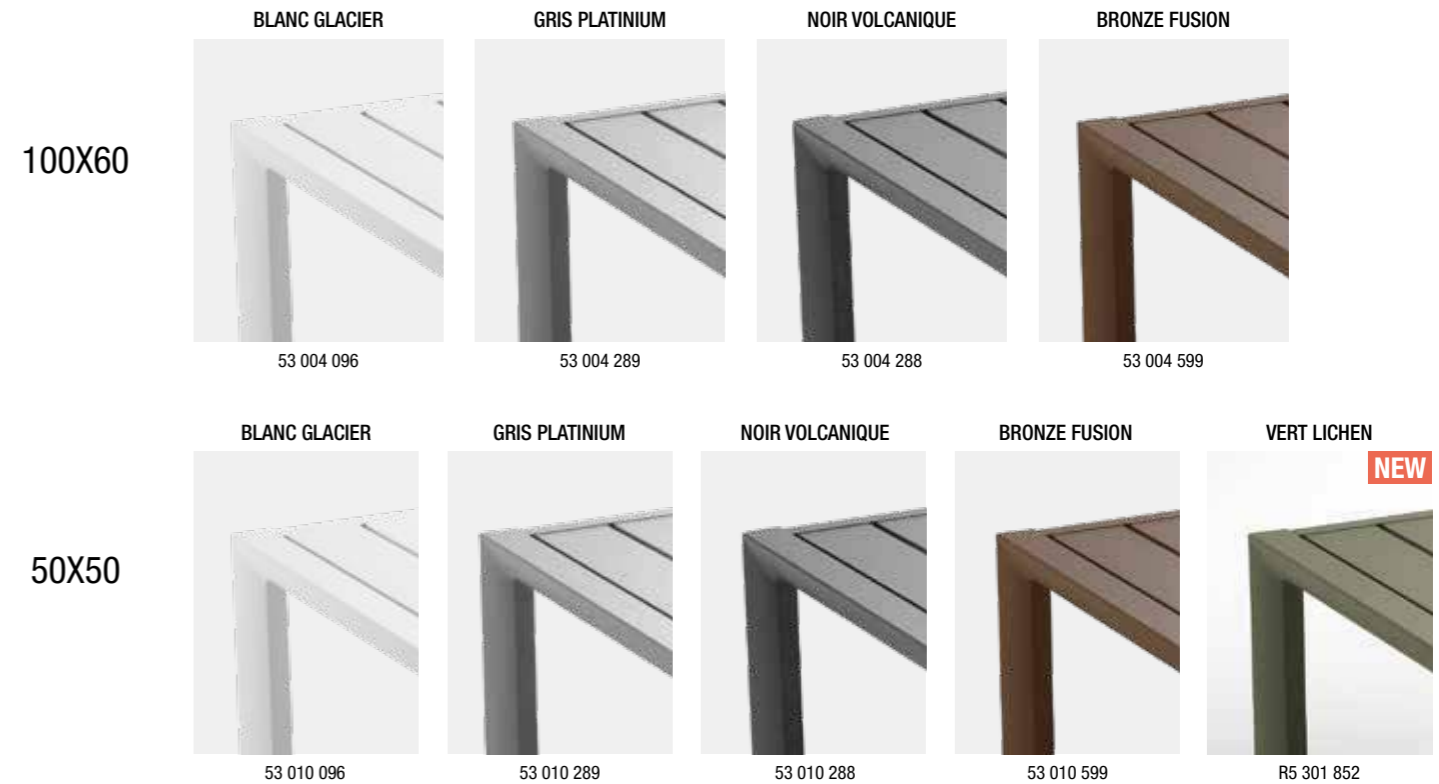 BLANC GLACIER GRIS PLATINIUM NOIR VOLCANIQUE BRONZE FUSION
100X60
53 004 096 53 004 289 53 004 288 53 004 599
BLANC GLACIER GRIS PLATINIUM NOIR VOLCANIQUE BRONZE FUSION VERT LICHEN
NEW
50X50
53 010 096 53 010 289 53 010 288 53 010 599 R5 301 852